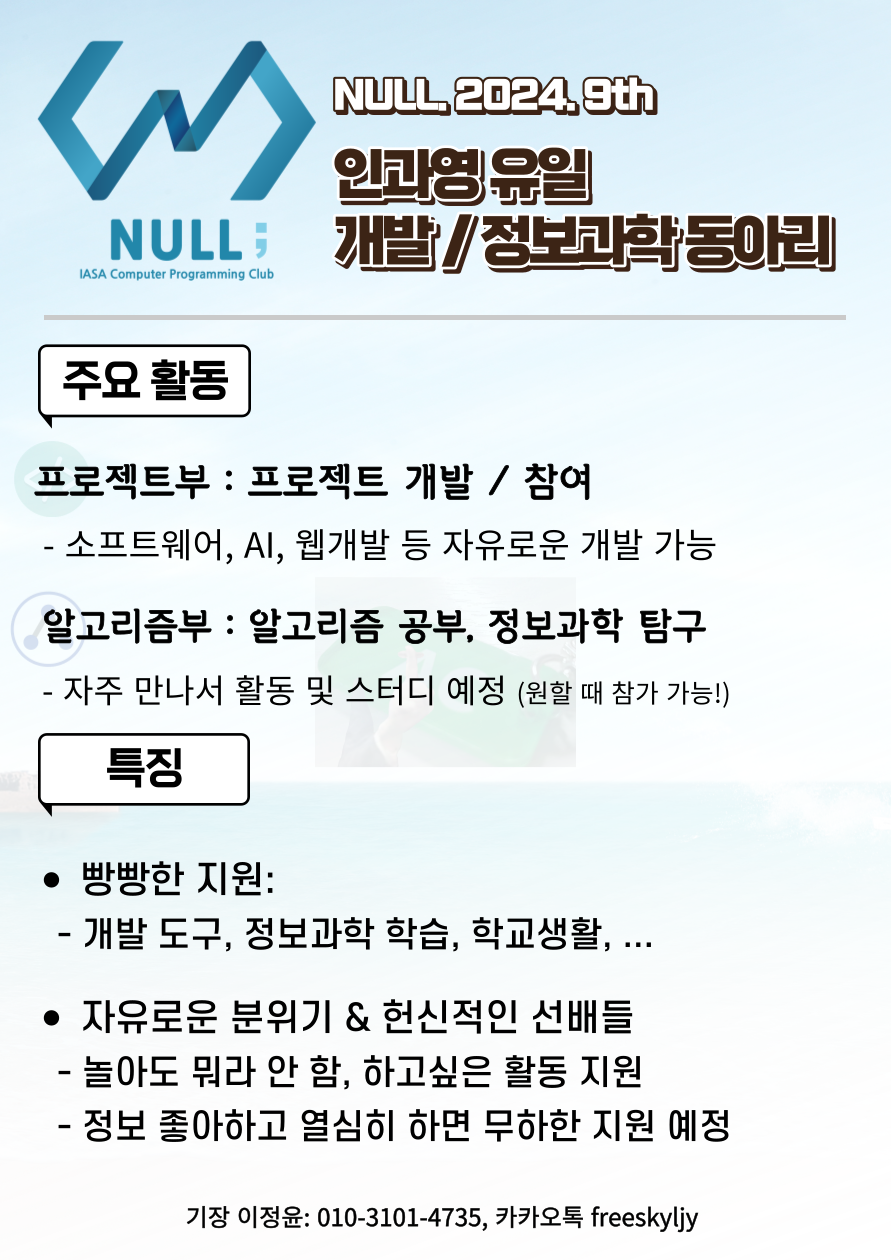 NULL. 2024. 9th
인과영 유일
개발 / 정보과학 동아리
NULL;
IASA Computer Programming Club
주요 활동
프로젝트부 : 프로젝트 개발 / 참여
- 소프트웨어, AI, 웹개발 등 자유로운 개발 가능
알고리즘부 : 알고리즘 공부, 정보과학 탐구
- 자주 만나서 활동 및 스터디 예정 (원할 때 참가 가능!)
특징
• 빵빵한 지원:
- 개발 도구, 정보과학 학습, 학교생활, ...
• 자유로운 분위기 & 헌신적인 선배들
- 놀아도 뭐라 안 함, 하고싶은 활동 지원
- 정보 좋아하고 열심히 하면 무하한 지원 예정
기장 이정윤: 010-3101-4735, 카카오톡 freeskyljy